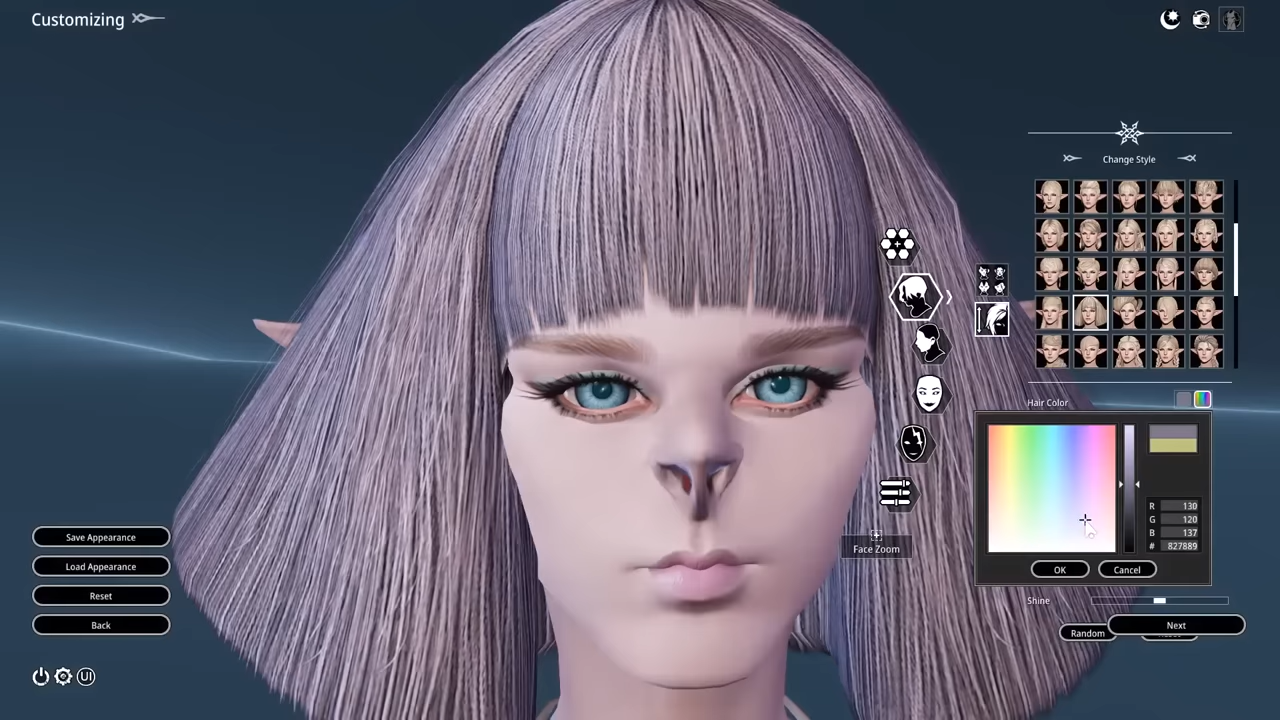 Customizing
Change Style
Hair Color
R 130
G 120
B 137
# 827889
OK
Cancel
Face Zoom
Save Appearance
Load Appearance
Reset
Back
Shine
Next
Random
UI